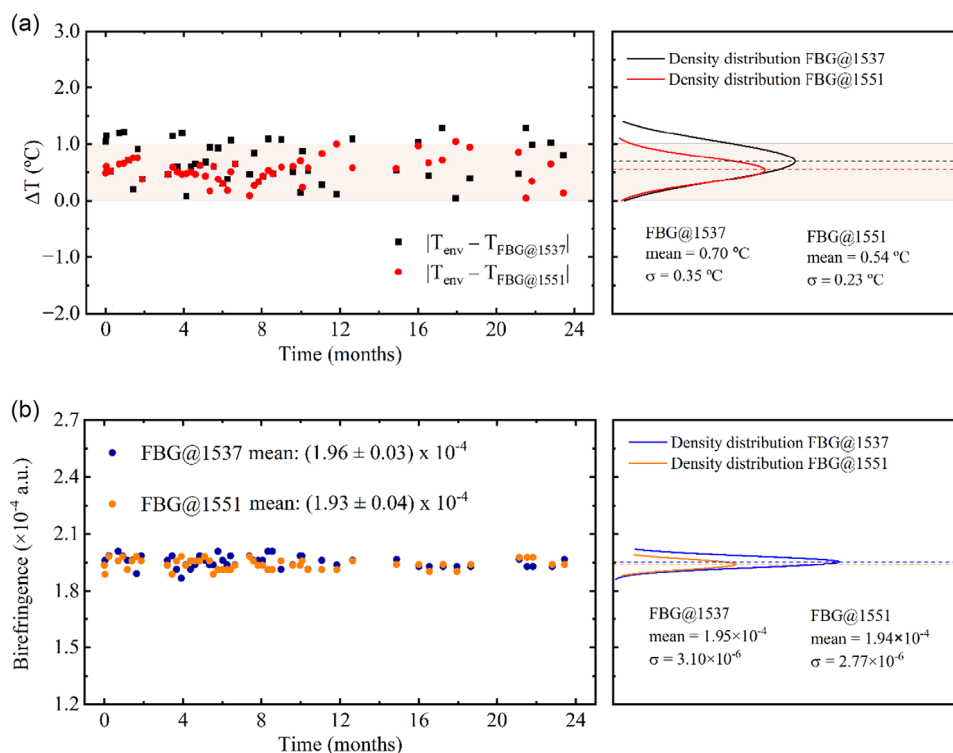 (a)
3.0
2.0
1.0
0.0
-1.0
-2.0
ΔT (ºC)
|Tenv – TFBG@1537|
|Tenv – TFBG@1551|
0 4 8 12 16 20 24
Time (months)
Density distribution FBG@1537
Density distribution FBG@1551
FBG@1537
mean = 0.70 ºC
σ = 0.35 ºC
FBG@1551
mean = 0.54 ºC
σ = 0.23 ºC
(b)
2.7
2.4
2.1
1.8
1.5
1.2
Birefringence (×10-4 a.u.)
FBG@1537 mean: (1.96 ± 0.03) x 10-4
FBG@1551 mean: (1.93 ± 0.04) x 10-4
0 4 8 12 16 20 24
Time (months)
Density distribution FBG@1537
Density distribution FBG@1551
FBG@1537
mean = 1.95×10-4
σ = 3.10×10-6
FBG@1551
mean = 1.94×10-4
σ = 2.77×10-6